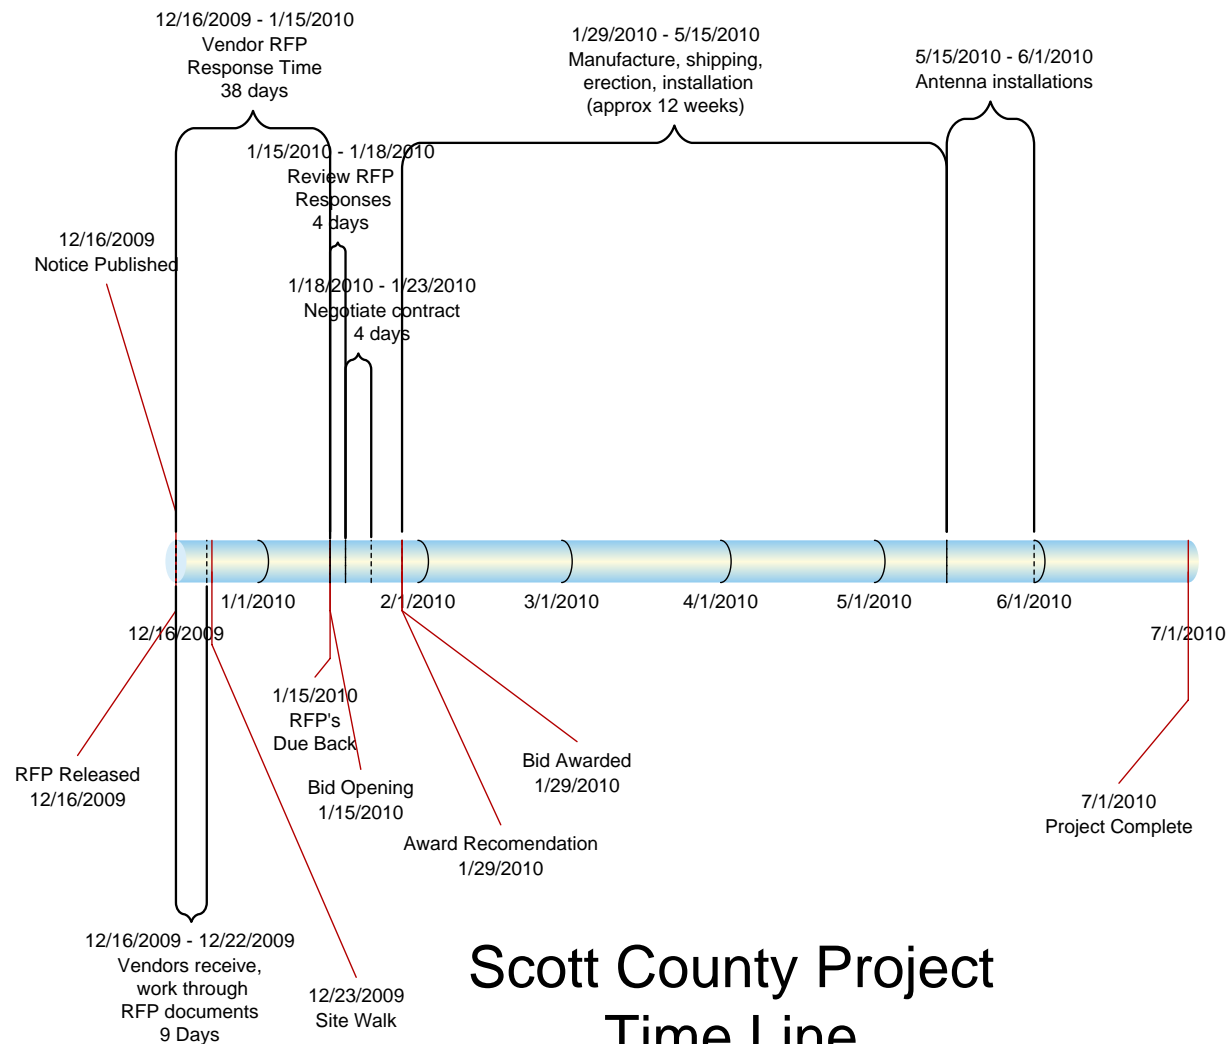 12/16/2009 - 1/15/2010
Vendor RFP
Response Time
38 days
1/29/2010 - 5/15/2010
Manufacture, shipping,
erection, installation
(approx 12 weeks)
5/15/2010 - 6/1/2010
Antenna installations
1/15/2010 - 1/18/2010
Review RFP
Responses
4 days
12/16/2009
Notice Published
1/18/2010 - 1/23/2010
Negotiate contract
4 days
1/1/2010
2/1/2010
3/1/2010
4/1/2010
5/1/2010
6/1/2010
12/16/2009
7/1/2010
1/15/2010
RFP's
Due Back
RFP Released
12/16/2009
Bid Opening
1/15/2010
Bid Awarded
1/29/2010
Award Recomendation
1/29/2010
7/1/2010
Project Complete
12/16/2009 - 12/22/2009
Vendors receive,
work through
RFP documents
9 Days
12/23/2009
Site Walk
Scott County Project
Time Line